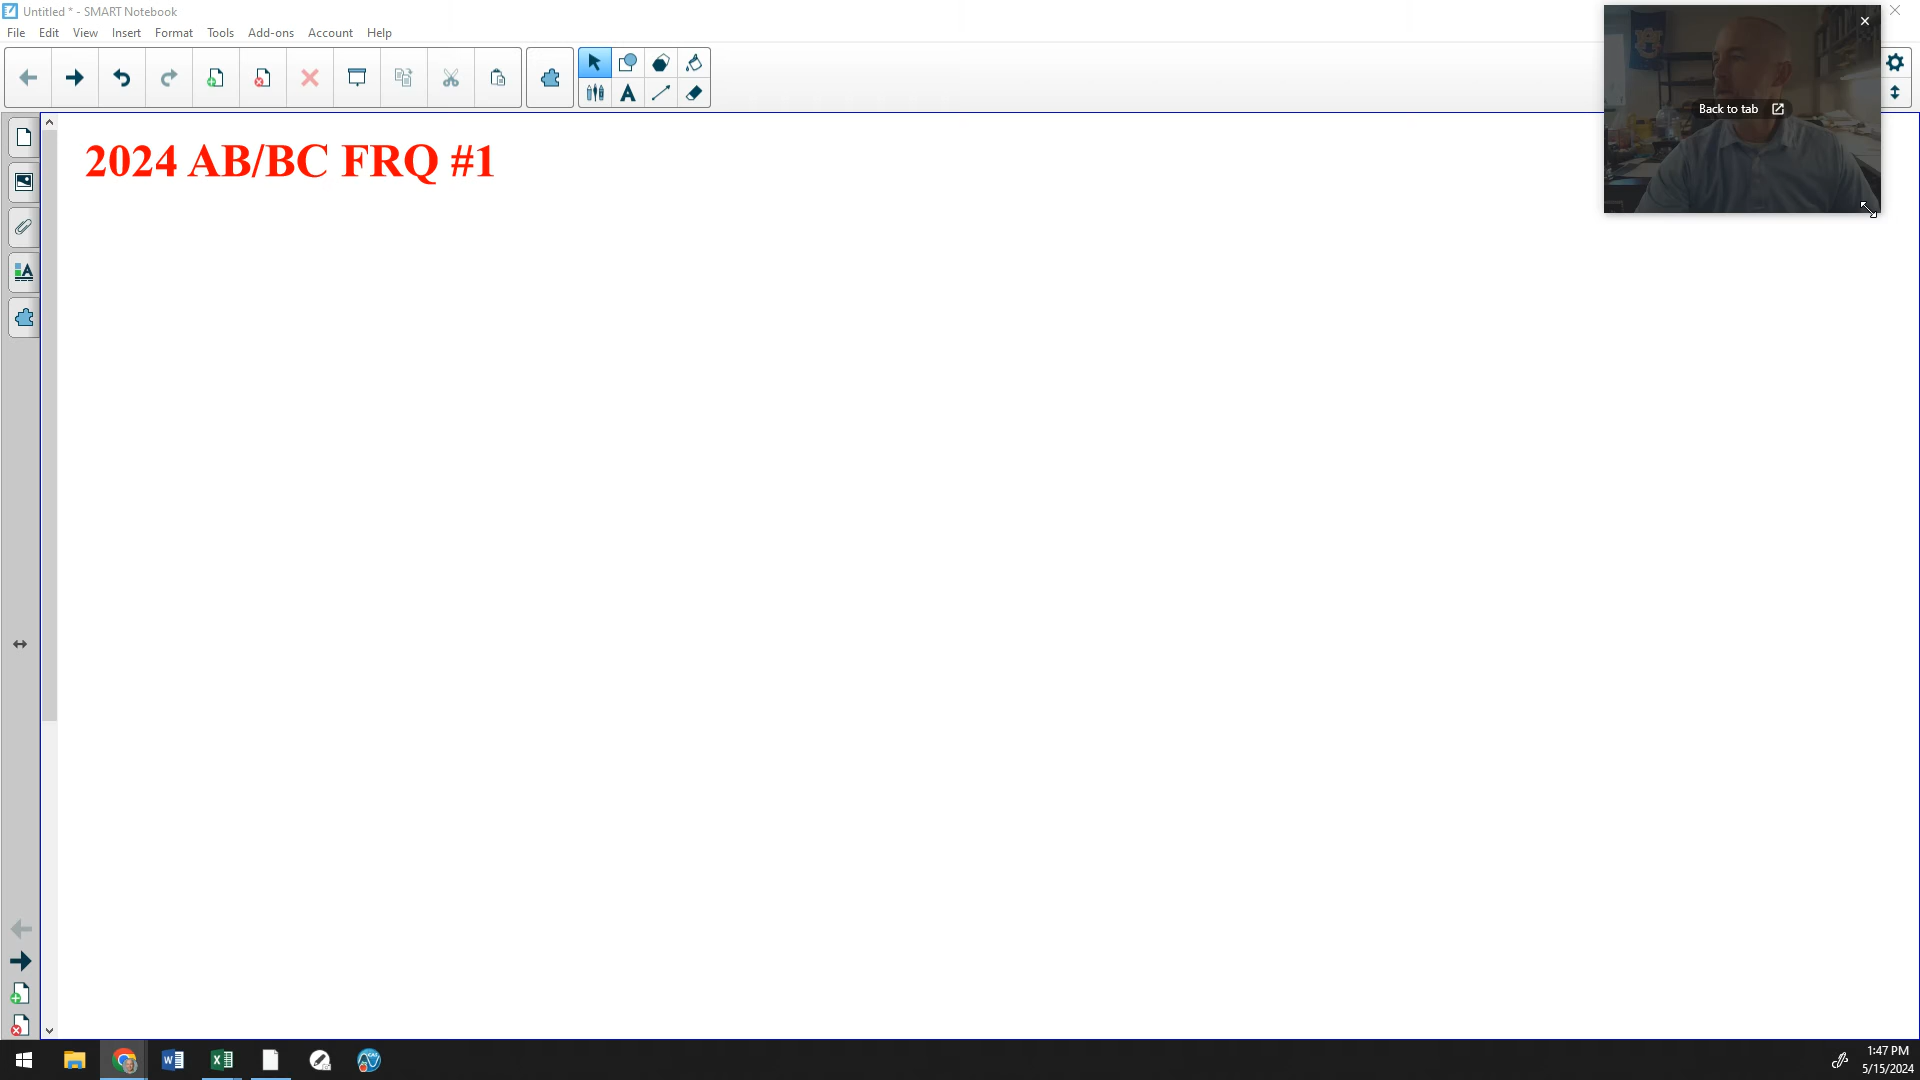 Untitled * - SMART Notebook
File Edit View Insert Format Tools Add-ons Account Help
Back to tab
2024 AB/BC FRQ #1
1:47 PM
5/15/2024